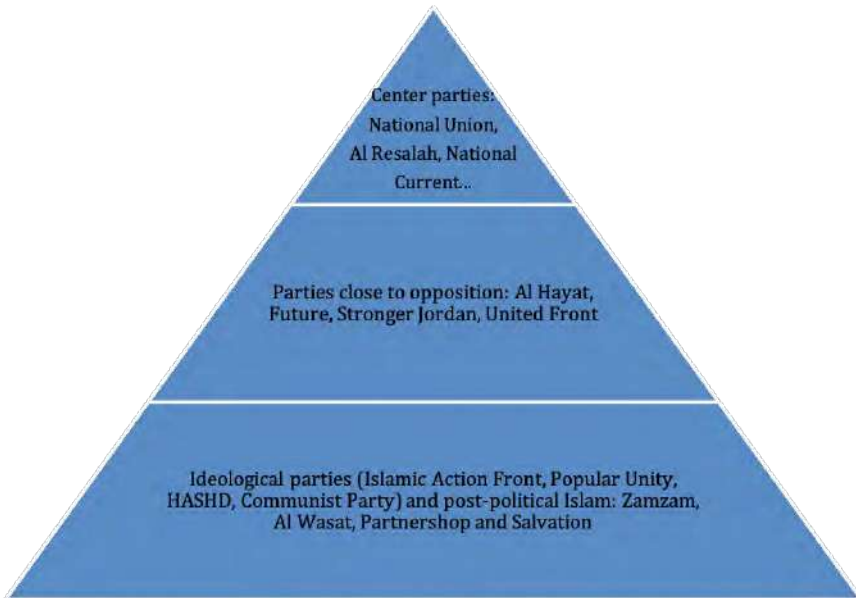 Center parties:
National Union,
Al Resalah, National
Current...
Parties close to opposition: Al Hayat,
Future, Stronger Jordan, United Front
Ideological parties (Islamic Action Front, Popular Unity,
HASHD, Communist Party) and post-political Islam: Zamzam,
Al Wasat, Partnershop and Salvation